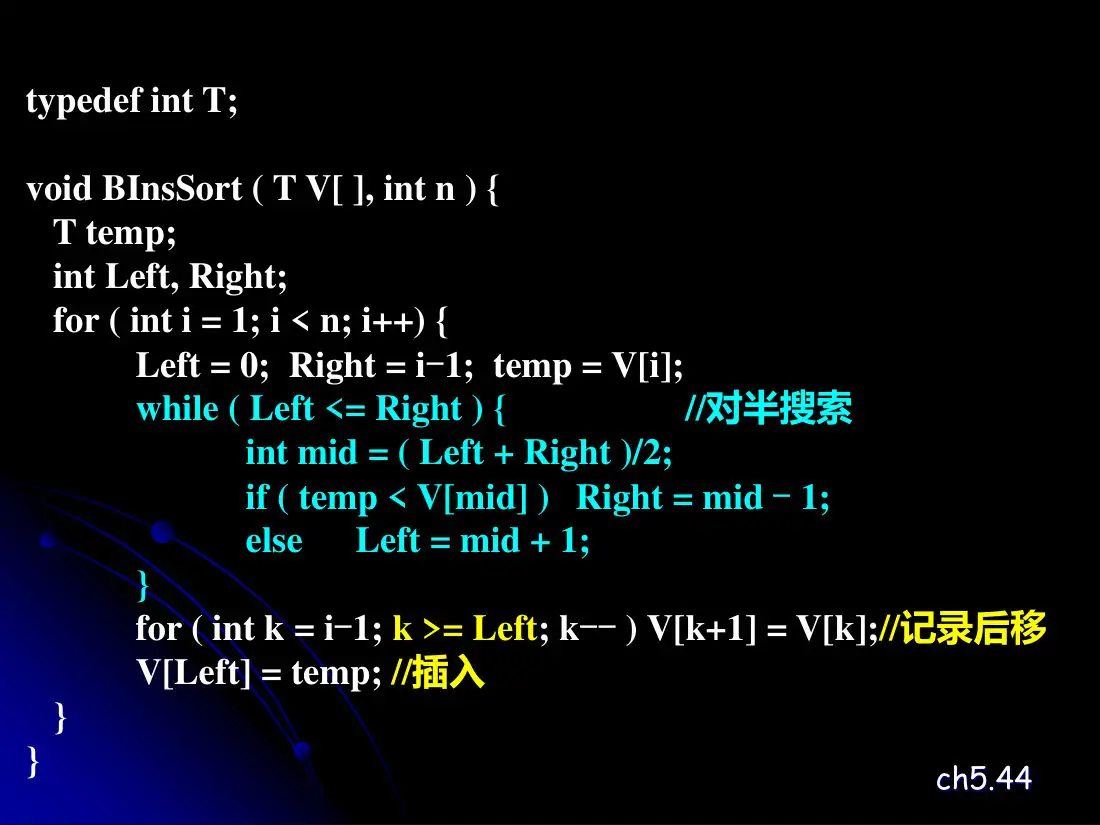 typedef int T;
void BInsSort ( T V[ ], int n ) {
T temp;
int Left, Right;
for ( int i = 1; i < n; i++) {
Left = 0; Right = i-1; temp = V[i];
while ( Left <= Right ) { //对半搜索
int mid = ( Left + Right )/2;
if ( temp < V[mid] ) Right = mid - 1;
else Left = mid + 1;
}
for ( int k = i-1; k >= Left; k-- ) V[k+1] = V[k];//记录后移
V[Left] = temp; //插入
}
}
ch5.44